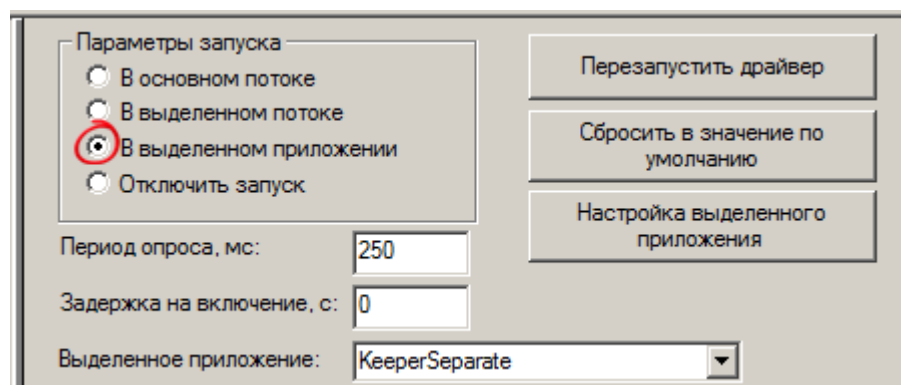 Параметры запуска
В основном потоке
В выделенном потоке
В выделенном приложении
Отключить запуск
Перезапустить драйвер
Сбросить в значение по
умолчанию
Настройка выделенного
приложения
Период опроса, мс:
250
Задержка на включение, с:
0
Выделенное приложение:
KeeperSeparate